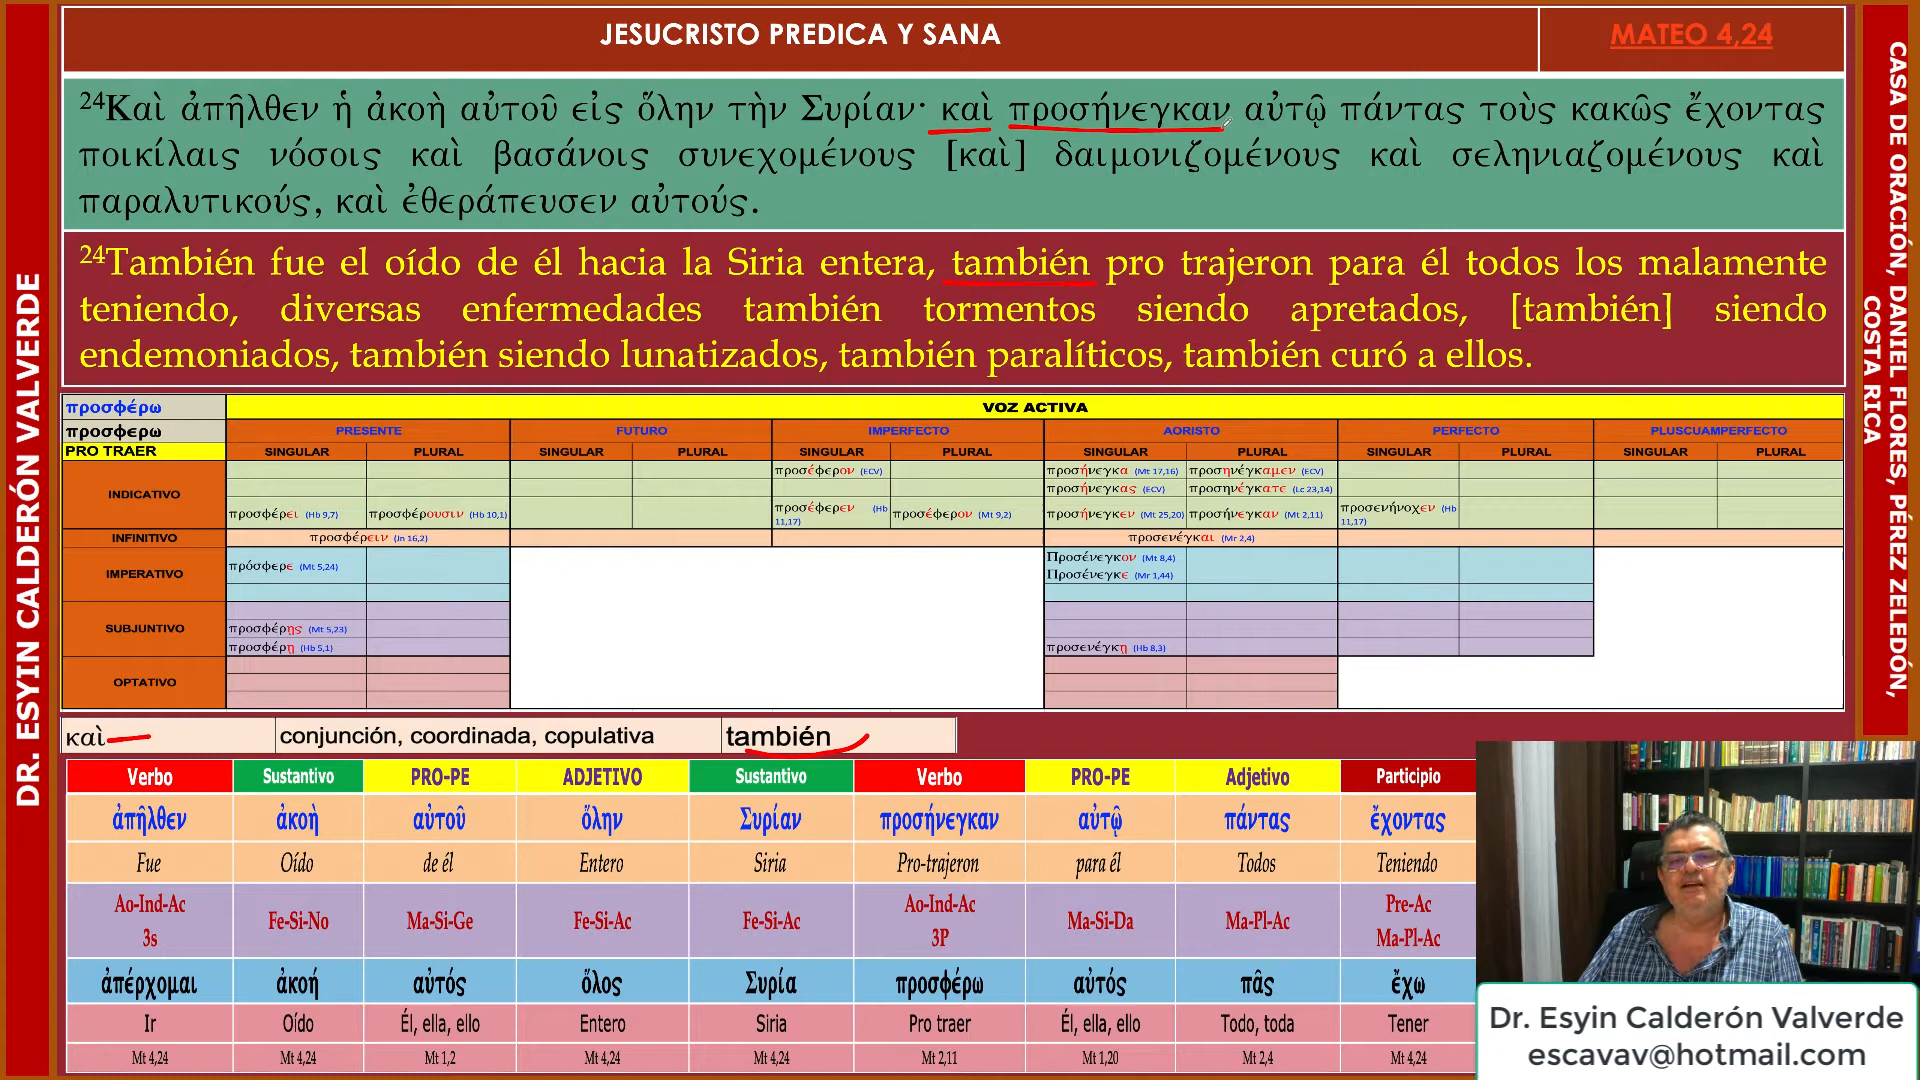 JESUCRISTO PREDICA Y SANA
MATEO 4,24
DR. ESYIN CALDERÓN VALVERDE
CASA DE ORACIÓN, DANIEL FLORES, PÉREZ ZELEDÓN,
COSTA RICA
²⁴Καὶ ἀπῆλθεν ἡ ἀκοὴ αὐτοῦ εἰς ὅλην τὴν Συρίαν· καὶ προσήνεγκαν αὐτῷ πάντας τοὺς κακῶς ἔχοντας
ποικίλαις νόσοις καὶ βασάνοις συνεχομένους [καὶ] δαιμονιζομένους καὶ σεληνιαζομένους καὶ
παραλυτικούς, καὶ ἐθεράπευσεν αὐτούς.
²⁴También fue el oído de él hacia la Siria entera, también pro trajeron para él todos los malamente
teniendo, diversas enfermedades también tormentos siendo apretados, [también] siendo
endemoniados, también siendo lunatizados, también paralíticos, también curó a ellos.
προσφέρω VOZ ACTIVA
προσφερω PRESENTE FUTURO IMPERFECTO AORISTO PERFECTO PLUSCUAMPERFECTO
PRO TRAER SINGULAR PLURAL SINGULAR PLURAL SINGULAR PLURAL SINGULAR PLURAL SINGULAR PLURAL SINGULAR PLURAL
INDICATIVO
προσέφερον (ECV) προσήνεγκα (Mt 17,16) προσηνέγκαμεν (ECV)
προσήνεγκας (ECV) προσηνέγκατε (Lc 23,14)
προσφέρει (Hb 9,7) προσφέρουσιν (Hb 10,1) προσέφερεν (Hb 11,17) προσέφερον (Mt 9,2) προσήνεγκεν (Mt 25,20) προσήνεγκαν (Mt 2,11) προσενήνοχεν (Hb 11,17)
INFINITIVO προσφέρειν (Jn 16,2) προσενέγκαι (Mr 2,4)
IMPERATIVO πρόσφερε (Mt 5,24) Προσένεγκον (Mt 8,4)
Προσένεγκε (Mr 1,44)
SUBJUNTIVO προσφέρῃς (Mt 5,23)
προσφέρῃ (Hb 5,1) προσενέγκῃ (Hb 8,3)
OPTATIVO
καὶ conjunción, coordinada, copulativa también
Verbo Sustantivo PRO-PE ADJETIVO Sustantivo Verbo PRO-PE Adjetivo Participio
ἀπῆλθεν ἀκοὴ αὐτοῦ ὅλην Συρίαν προσήνεγκαν αὐτῷ πάντας ἔχοντας
Fue Oído de él Entero Siria Pro-trajeron para él Todos Teniendo
Ao-Ind-Ac 3s Fe-Si-No Ma-Si-Ge Fe-Si-Ac Fe-Si-Ac Ao-Ind-Ac 3P Ma-Si-Da Ma-Pl-Ac Pre-Ac Ma-Pl-Ac
ἀπέρχομαι ἀκοή αὐτός ὅλος Συρία προσφέρω αὐτός πᾶς ἔχω
Ir Oído Él, ella, ello Entero Siria Pro traer Él, ella, ello Todo, toda Tener
Mt 4,24 Mt 4,24 Mt 1,2 Mt 4,24 Mt 4,24 Mt 2,11 Mt 1,20 Mt 2,4 Mt 4,24
Dr. Esyin Calderón Valverde
escavav@hotmail.com